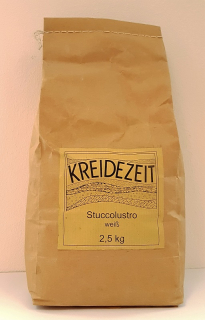 KREIDEZEIT
Stuccolustro
weiß
2,5 kg